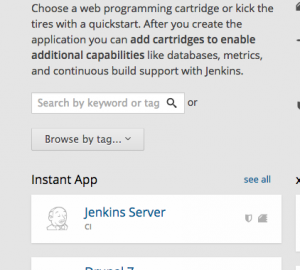 Choose a web programming cartridge or kick the
tires with a quickstart. After you create the
application you can add cartridges to enable
additional capabilities like databases, metrics,
and continuous build support with Jenkins.
Search by keyword or tag or
Browse by tag...
Instant App see all
Jenkins Server
CI
Drupal 7